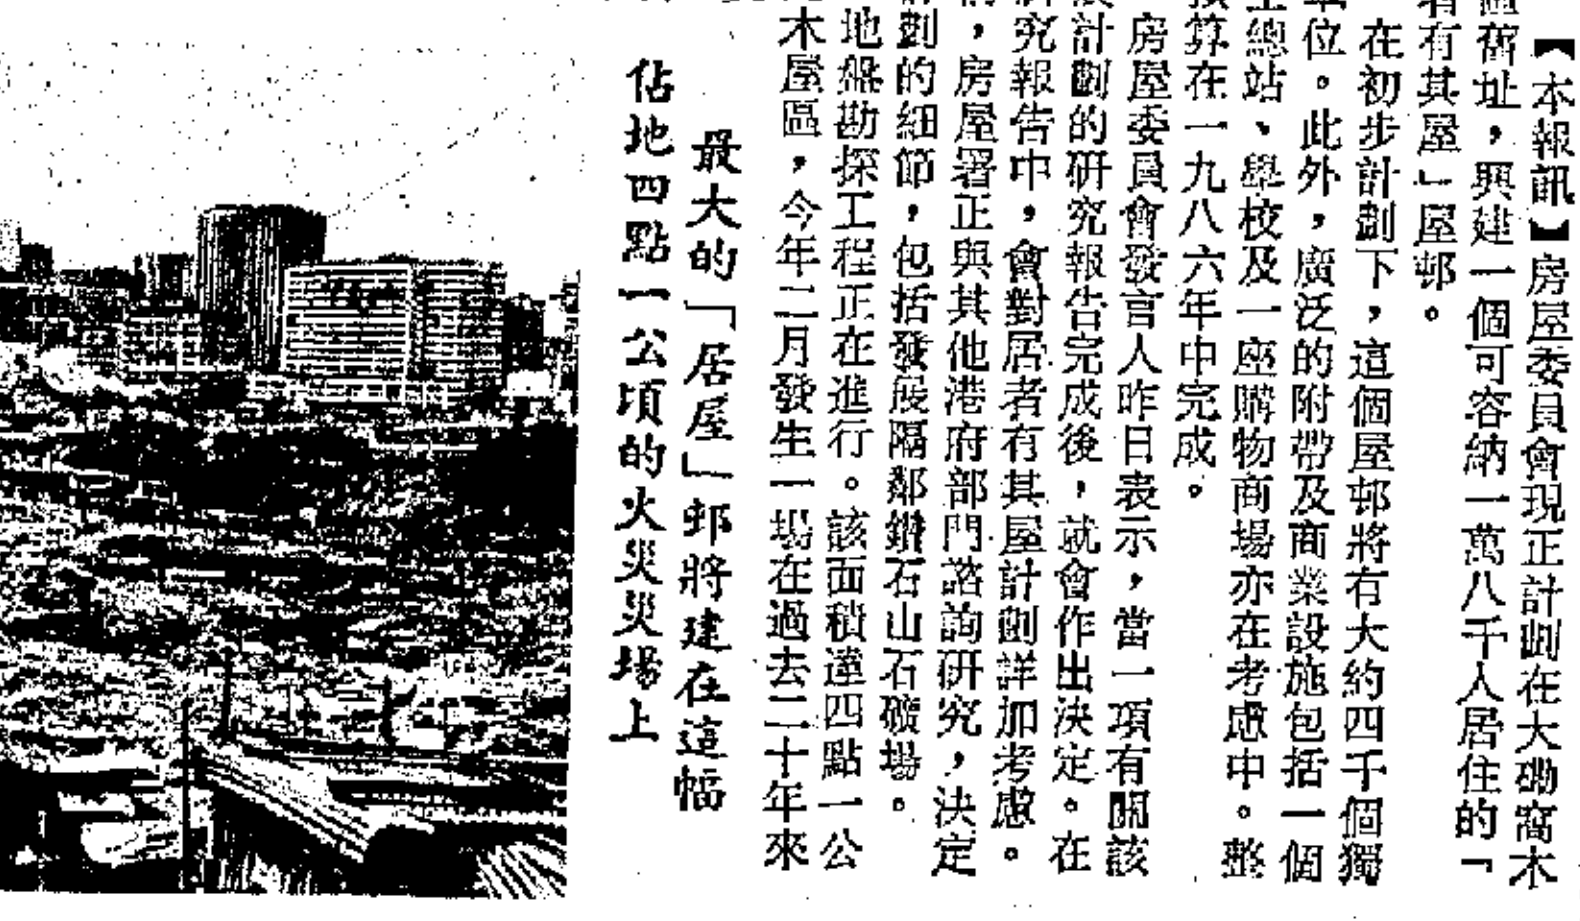 【本報訊】房屋委員會現正計劃在大磡窩木
區舊址，興建一個可容納一萬八千人居住的「
者有其屋」屋邨。
在初步計劃下，這個屋邨將有大約四千個獨
位。此外，廣泛的附帶及商業設施包括一個
總站、學校及一座購物商場亦在考慮中。整
算在一九八六年中完成。
房屋委員會發言人昨日表示，當一項有關該
計劃的研究報告完成後，就會作出決定。在
究報告中，會對居者有其屋計劃詳加考慮。
，房屋署正與其他港府部門諮詢研究，決定
劃的細節，包括發展隔鄰鑽石山石礦場。
地盤勘探工程正在進行。該面積達四點一公
木屋區，今年二月發生一場在過去二十年來
最大的「居屋」邨將建在這幅
佔地四點一公頃的火災災場上